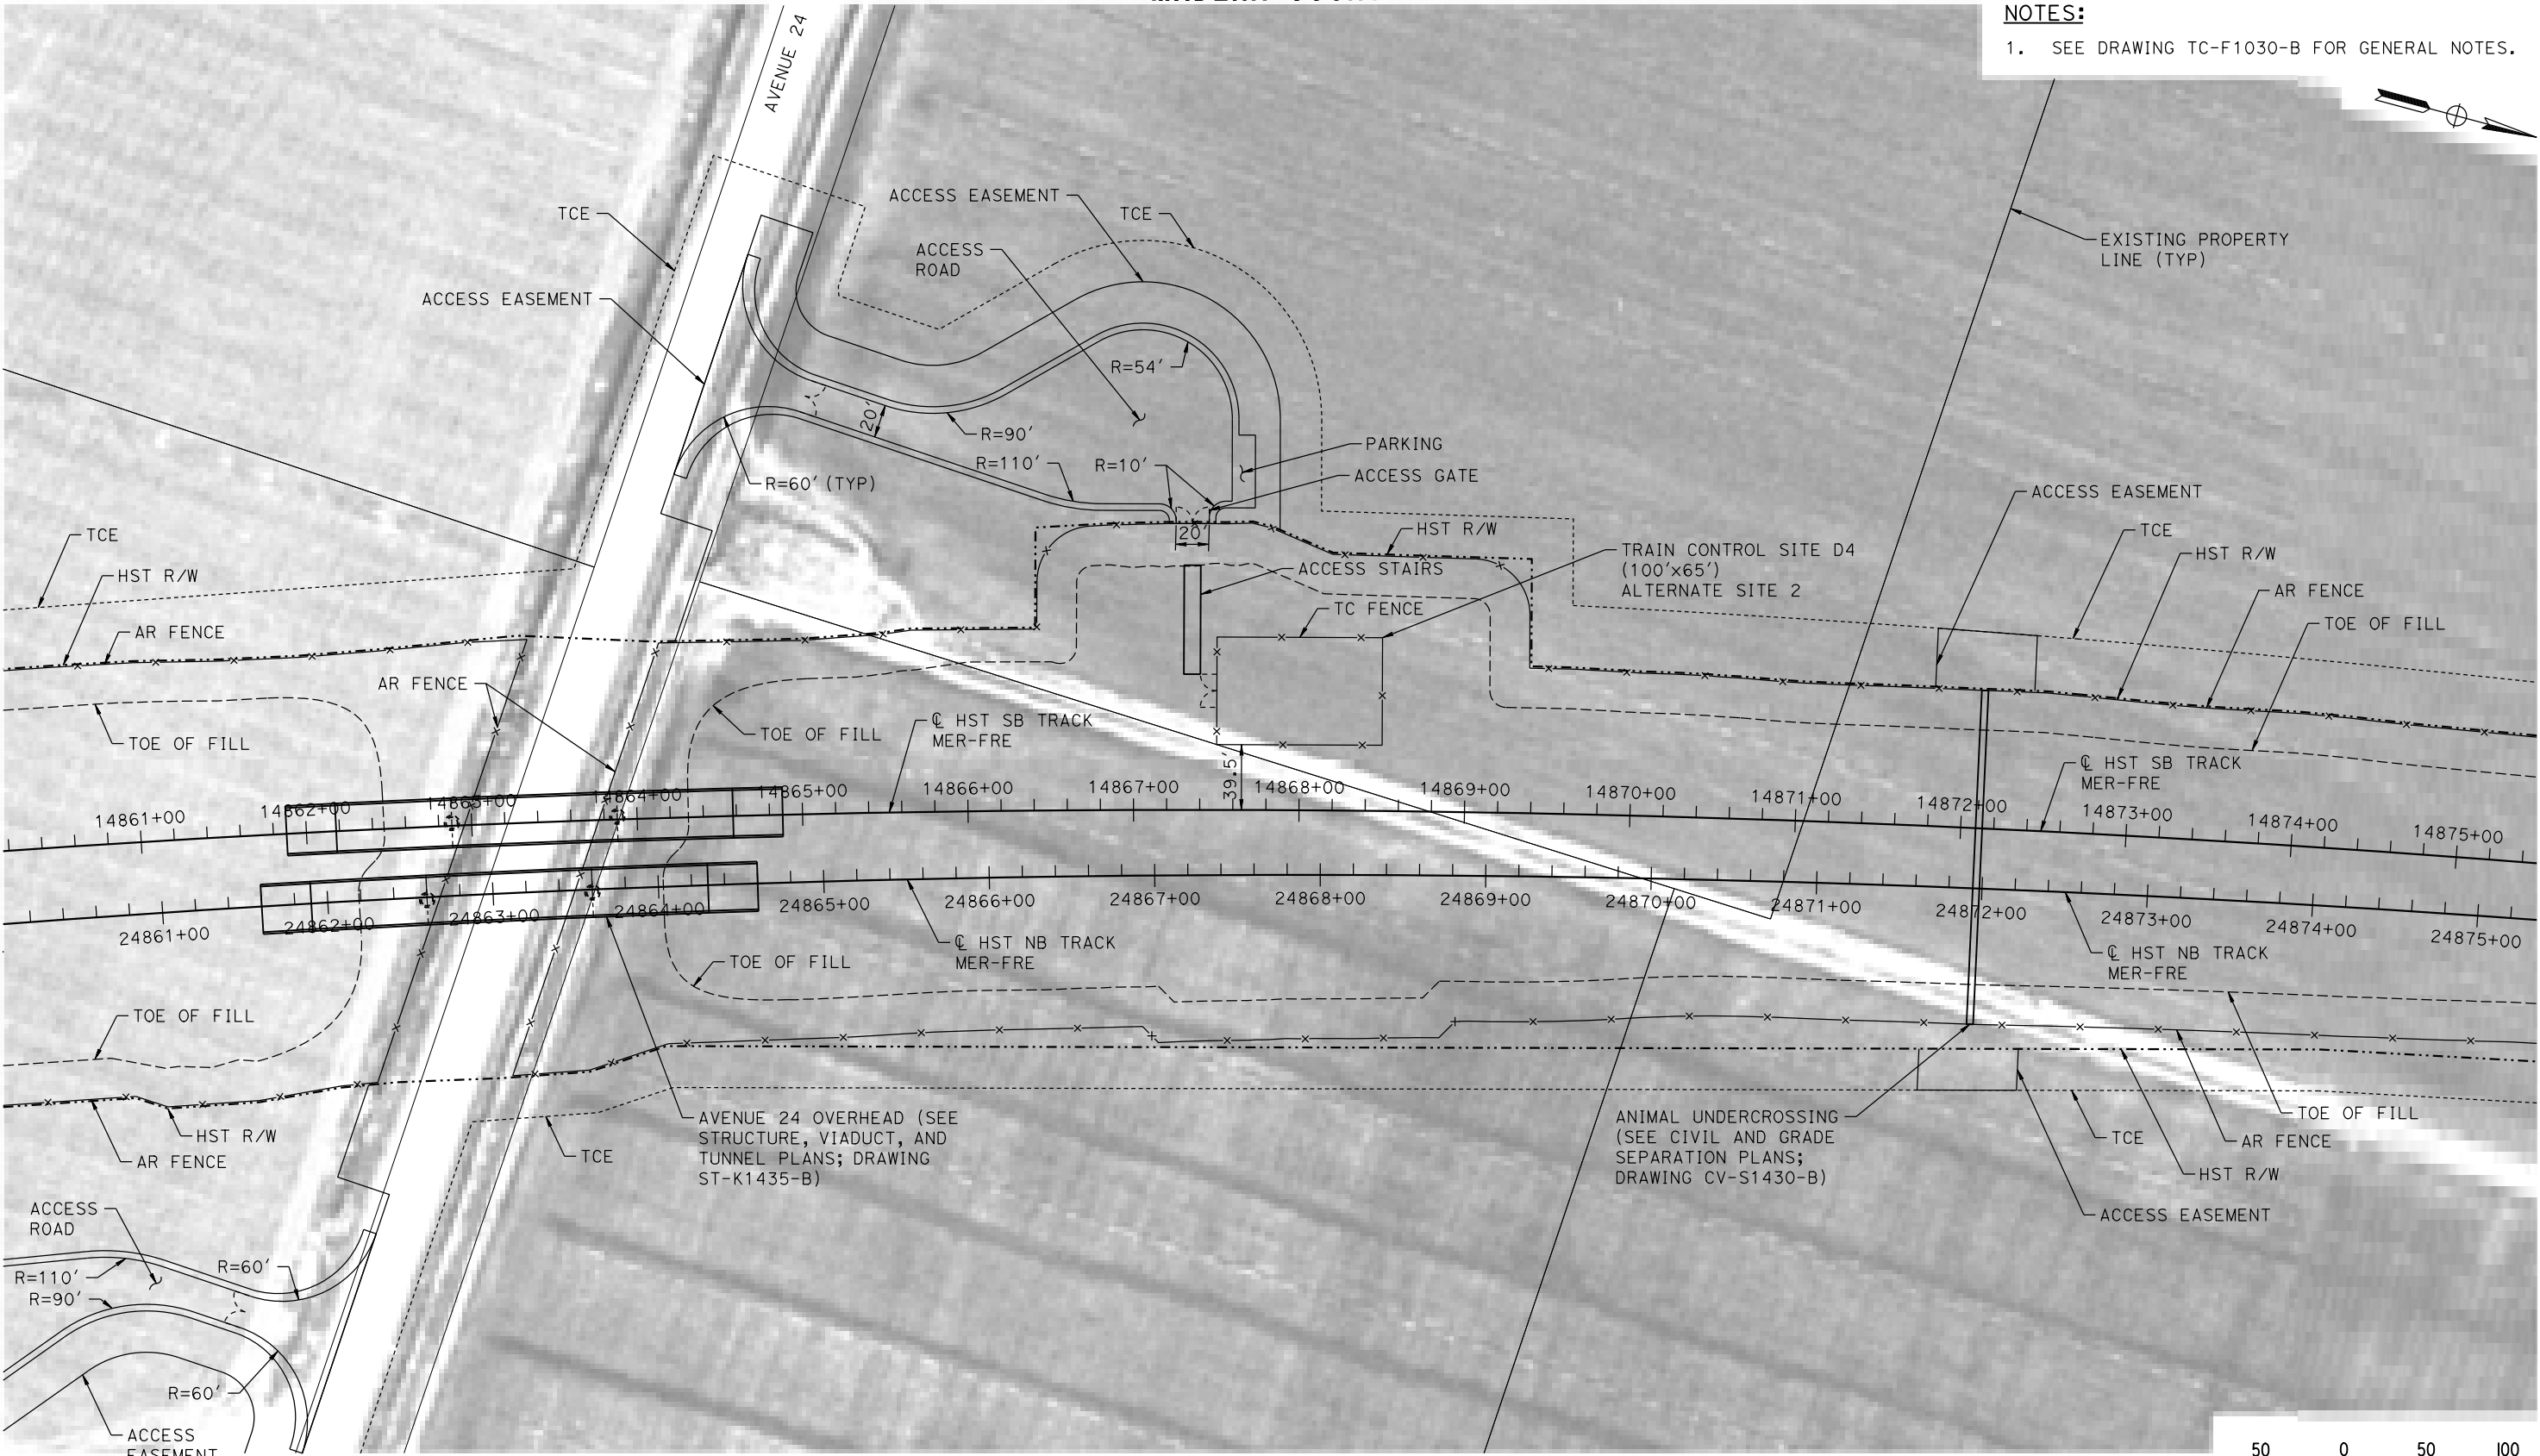 NOTES:
1. SEE DRAWING TC-F1030-B FOR GENERAL NOTES.
AVENUE 24
TCE
ACCESS EASEMENT
ACCESS EASEMENT
TCE
ACCESS
ROAD
EXISTING PROPERTY
LINE (TYP)
R=54'
20'
R=90'
R=110'
R=10'
R=60' (TYP)
PARKING
ACCESS GATE
20'
HST R/W
ACCESS STAIRS
TC FENCE
TRAIN CONTROL SITE D4
(100'x65')
ALTERNATE SITE 2
ACCESS EASEMENT
TCE
HST R/W
AR FENCE
TOE OF FILL
TCE
HST R/W
AR FENCE
AR FENCE
TOE OF FILL
TOE OF FILL
℄ HST SB TRACK
MER-FRE
39.5'
℄ HST SB TRACK
MER-FRE
14861+00
14862+00
14863+00
14864+00
14865+00
14866+00
14867+00
14868+00
14869+00
14870+00
14871+00
14872+00
14873+00
14874+00
14875+00
24861+00
24862+00
24863+00
24864+00
24865+00
24866+00
24867+00
24868+00
24869+00
24870+00
24871+00
24872+00
24873+00
24874+00
24875+00
℄ HST NB TRACK
MER-FRE
℄ HST NB TRACK
MER-FRE
TOE OF FILL
TOE OF FILL
HST R/W
AR FENCE
TCE
AVENUE 24 OVERHEAD (SEE
STRUCTURE, VIADUCT, AND
TUNNEL PLANS; DRAWING
ST-K1435-B)
ANIMAL UNDERCROSSING
(SEE CIVIL AND GRADE
SEPARATION PLANS;
DRAWING CV-S1430-B)
TOE OF FILL
AR FENCE
TCE
HST R/W
ACCESS EASEMENT
ACCESS
ROAD
R=110'
R=90'
R=60'
R=60'
ACCESS
EASEMENT
50 0 50 100